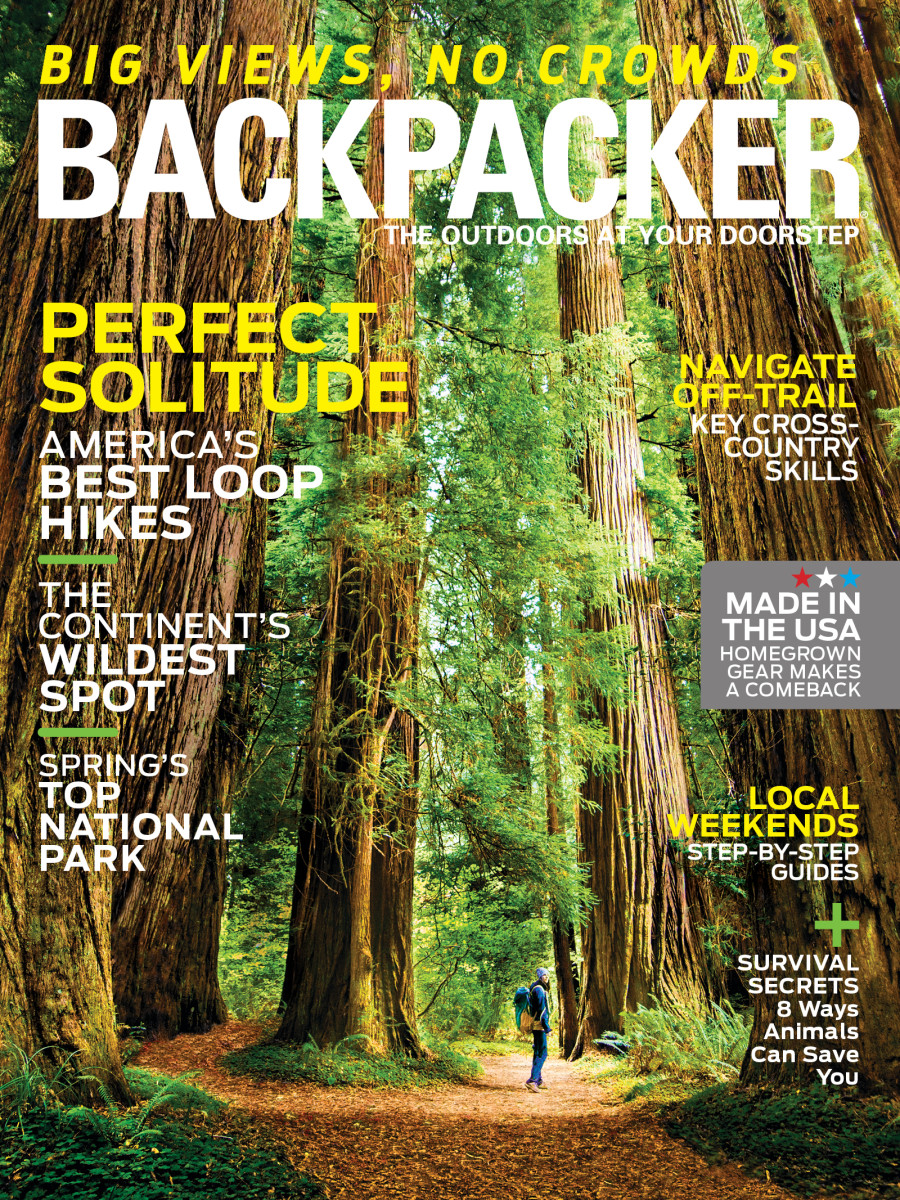 BIG VIEWS, NO CROWDS
BACKPACKER
THE OUTDOORS AT YOUR DOORSTEP
PERFECT
SOLITUDE
AMERICA'S
BEST LOOP
HIKES
THE
CONTINENT'S
WILDEST
SPOT
SPRING'S
TOP
NATIONAL
PARK
NAVIGATE
OFF-TRAIL
KEY CROSS-
COUNTRY
SKILLS
MADE IN
THE USA
HOMEGROWN
GEAR MAKES
A COMEBACK
LOCAL
WEEKENDS
STEP-BY-STEP
GUIDES
+
SURVIVAL
SECRETS
8 Ways
Animals
Can Save
You